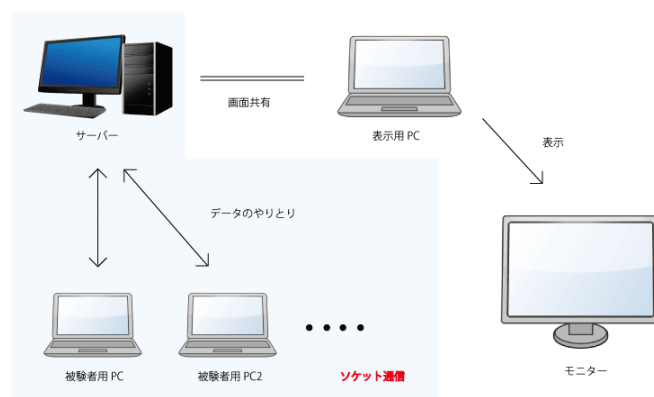 サーバー
画面共有
表示用 PC
表示
データのやりとり
被験者用 PC
被験者用 PC2
ソケット通信
モニター